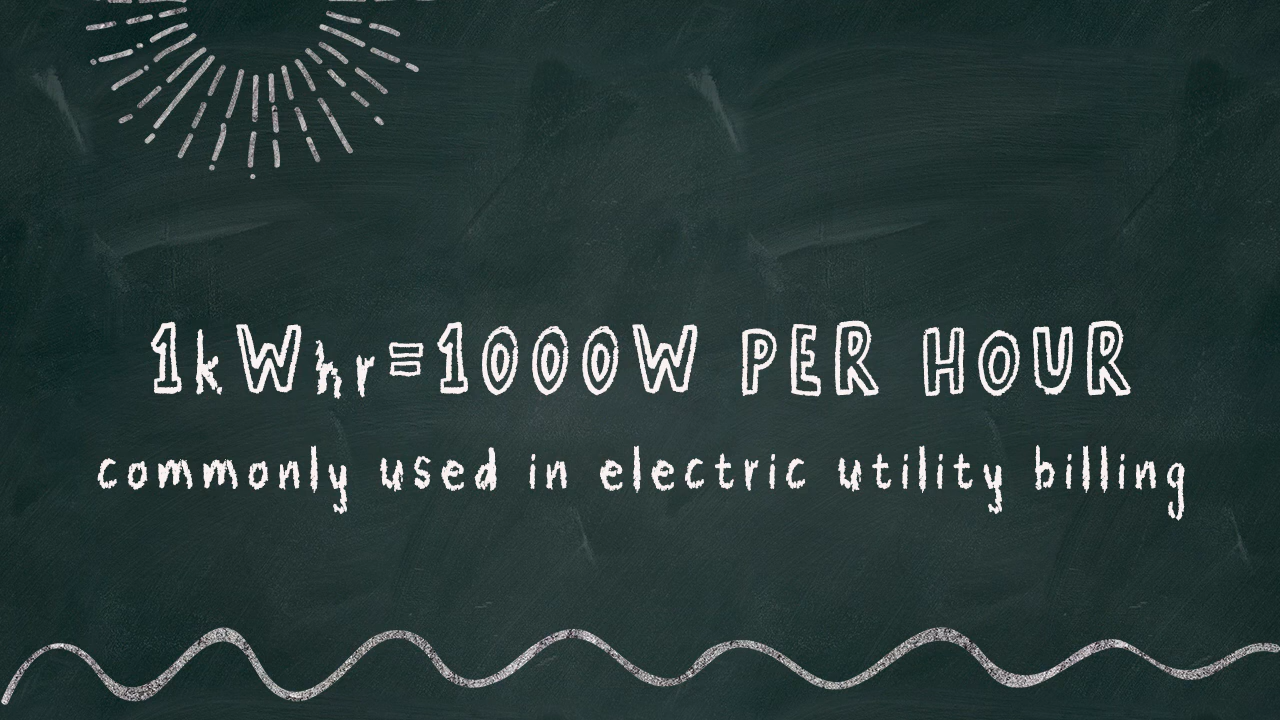 1kWhr=1000W PER HOUR
commonly used in electric utility billing